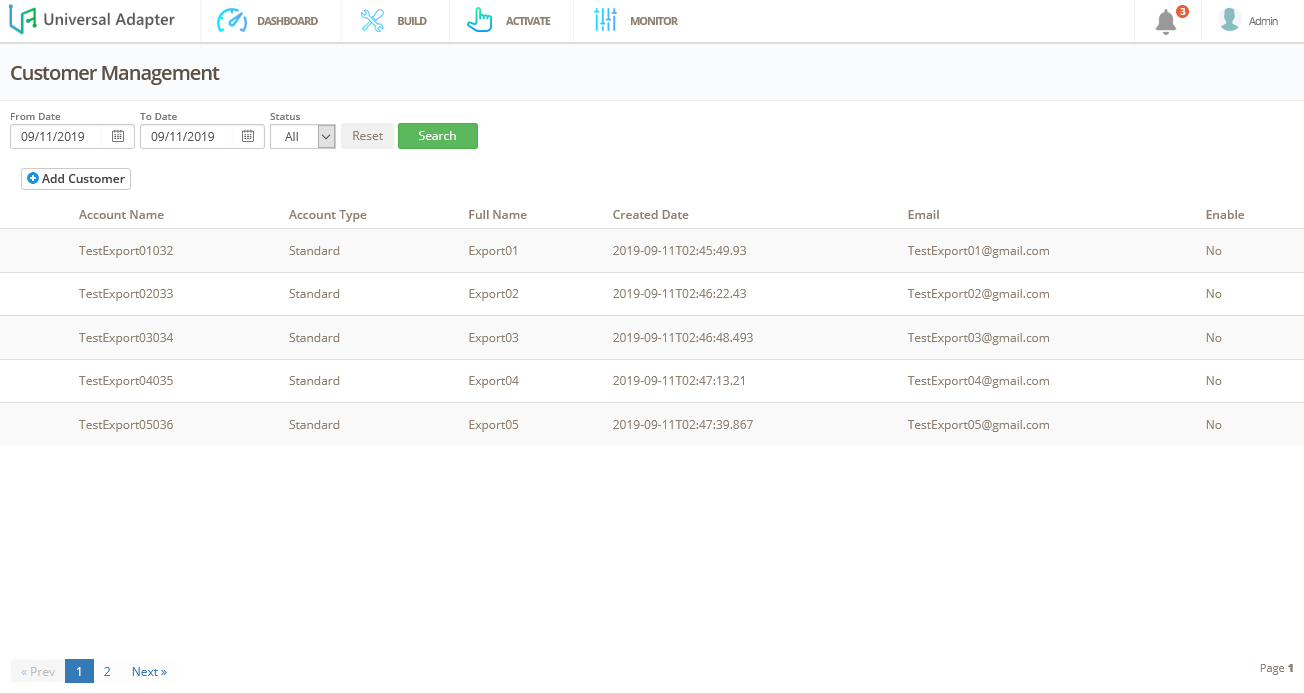 Universal Adapter DASHBOARD BUILD ACTIVATE MONITOR 3 Admin
Customer Management
From Date To Date Status
09/11/2019 09/11/2019 All Reset Search
Add Customer
Account Name Account Type Full Name Created Date Email Enable
TestExport01032 Standard Export01 2019-09-11T02:45:49.93 TestExport01@gmail.com No
TestExport02033 Standard Export02 2019-09-11T02:46:22.43 TestExport02@gmail.com No
TestExport03034 Standard Export03 2019-09-11T02:46:48.493 TestExport03@gmail.com No
TestExport04035 Standard Export04 2019-09-11T02:47:13.21 TestExport04@gmail.com No
TestExport05036 Standard Export05 2019-09-11T02:47:39.867 TestExport05@gmail.com No
« Prev 1 2 Next » Page 1